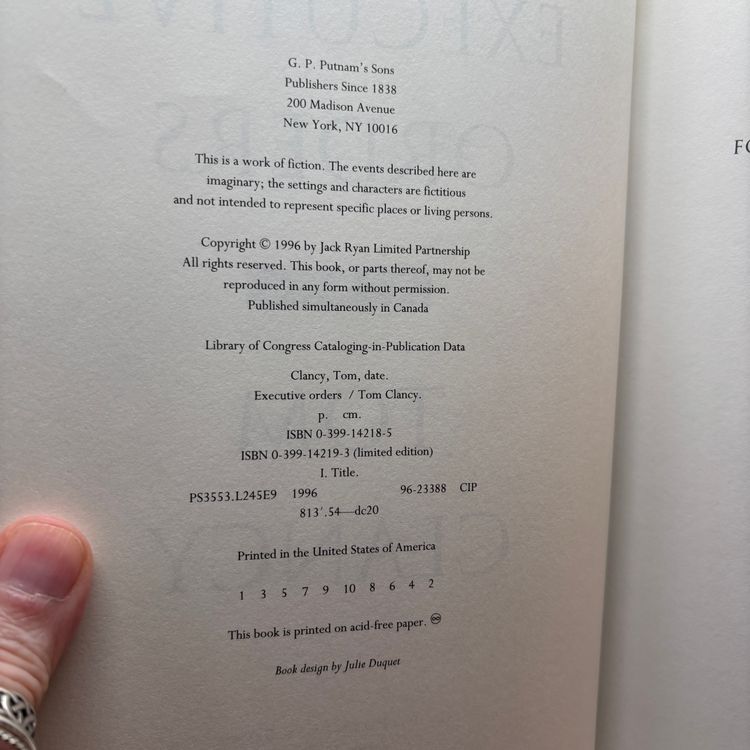 G. P. Putnam's Sons
Publishers Since 1838
200 Madison Avenue
New York, NY 10016
This is a work of fiction. The events described here are
imaginary; the settings and characters are fictitious
and not intended to represent specific places or living persons.
Copyright © 1996 by Jack Ryan Limited Partnership
All rights reserved. This book, or parts thereof, may not be
reproduced in any form without permission.
Published simultaneously in Canada
Library of Congress Cataloging-in-Publication Data
Clancy, Tom, date.
Executive orders / Tom Clancy.
p. cm.
ISBN 0-399-14218-5
ISBN 0-399-14219-3 (limited edition)
I. Title.
PS3553.L245E9 1996 96-23388 CIP
813'.54—dc20
Printed in the United States of America
1 3 5 7 9 10 8 6 4 2
This book is printed on acid-free paper. ♾
Book design by Julie Duquet